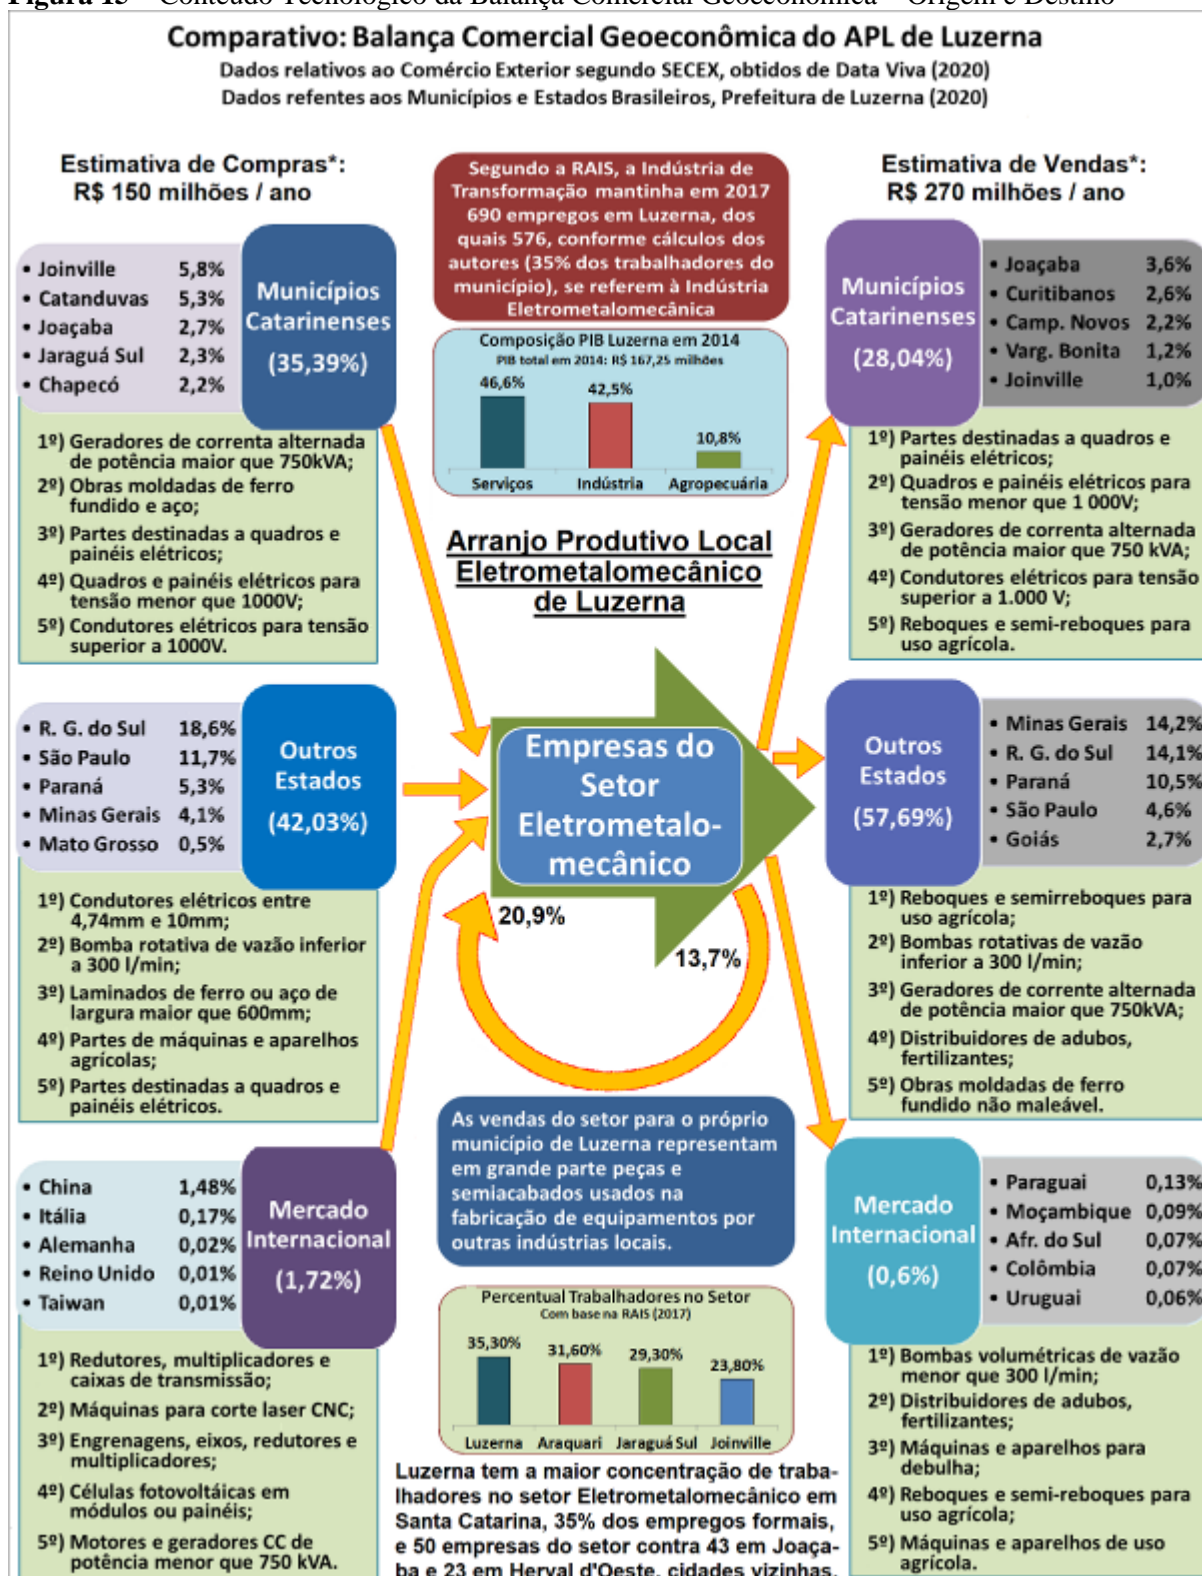 Figura 15 – Conteúdo Tecnológico da Balança Comercial Geoeconômica – Origem e Destino
Comparativo: Balança Comercial Geoeconômica do APL de Luzerna
Dados relativos ao Comércio Exterior segundo SECEX, obtidos de Data Viva (2020)
Dados refentes aos Municípios e Estados Brasileiros, Prefeitura de Luzerna (2020)
Estimativa de Compras*:
R$ 150 milhões / ano
• Joinville 5,8%
• Catanduvas 5,3%
• Joaçaba 2,7%
• Jaraguá Sul 2,3%
• Chapecó 2,2%
Municípios
Catarinenses
(35,39%)
1º) Geradores de correnta alternada
de potência maior que 750kVA;
2º) Obras moldadas de ferro
fundido e aço;
3º) Partes destinadas a quadros e
painéis elétricos;
4º) Quadros e painéis elétricos para
tensão menor que 1000V;
5º) Condutores elétricos para tensão
superior a 1000V.
• R. G. do Sul 18,6%
• São Paulo 11,7%
• Paraná 5,3%
• Minas Gerais 4,1%
• Mato Grosso 0,5%
Outros
Estados
(42,03%)
1º) Condutores elétricos entre
4,74mm e 10mm;
2º) Bomba rotativa de vazão inferior
a 300 l/min;
3º) Laminados de ferro ou aço de
largura maior que 600mm;
4º) Partes de máquinas e aparelhos
agrícolas;
5º) Partes destinadas a quadros e
painéis elétricos.
• China 1,48%
• Itália 0,17%
• Alemanha 0,02%
• Reino Unido 0,01%
• Taiwan 0,01%
Mercado
Internacional
(1,72%)
1º) Redutores, multiplicadores e
caixas de transmissão;
2º) Máquinas para corte laser CNC;
3º) Engrenagens, eixos, redutores e
multiplicadores;
4º) Células fotovoltáicas em
módulos ou painéis;
5º) Motores e geradores CC de
potência menor que 750 kVA.
Segundo a RAIS, a Indústria de
Transformação mantinha em 2017
690 empregos em Luzerna, dos
quais 576, conforme cálculos dos
autores (35% dos trabalhadores do
município), se referem à Indústria
Eletrometalomecânica
Composição PIB Luzerna em 2014
PIB total em 2014: R$ 167,25 milhões
46,6%
42,5%
10,8%
Serviços Indústria Agropecuária
Arranjo Produtivo Local
Eletrometalomecânico
de Luzerna
Empresas do
Setor
Eletrometalo-
mecânico
20,9%
13,7%
As vendas do setor para o próprio
município de Luzerna representam
em grande parte peças e
semiacabados usados na
fabricação de equipamentos por
outras indústrias locais.
Percentual Trabalhadores no Setor
Com base na RAIS (2017)
35,30%
31,60%
29,30%
23,80%
Luzerna Araquari Jaraguá Sul Joinville
Luzerna tem a maior concentração de traba-
lhadores no setor Eletrometalomecânico em
Santa Catarina, 35% dos empregos formais,
e 50 empresas do setor contra 43 em Joaça-
ba e 23 em Herval d'Oeste, cidades vizinhas.
Estimativa de Vendas*:
R$ 270 milhões / ano
Municípios
Catarinenses
(28,04%)
• Joaçaba 3,6%
• Curitibanos 2,6%
• Camp. Novos 2,2%
• Varg. Bonita 1,2%
• Joinville 1,0%
1º) Partes destinadas a quadros e
painéis elétricos;
2º) Quadros e painéis elétricos para
tensão menor que 1 000V;
3º) Geradores de correnta alternada
de potência maior que 750 kVA;
4º) Condutores elétricos para tensão
superior a 1.000 V;
5º) Reboques e semi-reboques para
uso agrícola.
Outros
Estados
(57,69%)
• Minas Gerais 14,2%
• R. G. do Sul 14,1%
• Paraná 10,5%
• São Paulo 4,6%
• Goiás 2,7%
1º) Reboques e semirreboques para
uso agrícola;
2º) Bombas rotativas de vazão
inferior a 300 l/min;
3º) Geradores de corrente alternada
de potência maior que 750kVA;
4º) Distribuidores de adubos,
fertilizantes;
5º) Obras moldadas de ferro
fundido não maleável.
Mercado
Internacional
(0,6%)
• Paraguai 0,13%
• Moçambique 0,09%
• Afr. do Sul 0,07%
• Colômbia 0,07%
• Uruguai 0,06%
1º) Bombas volumétricas de vazão
menor que 300 l/min;
2º) Distribuidores de adubos,
fertilizantes;
3º) Máquinas e aparelhos para
debulha;
4º) Reboques e semi-reboques para
uso agrícola;
5º) Máquinas e aparelhos de uso
agrícola.